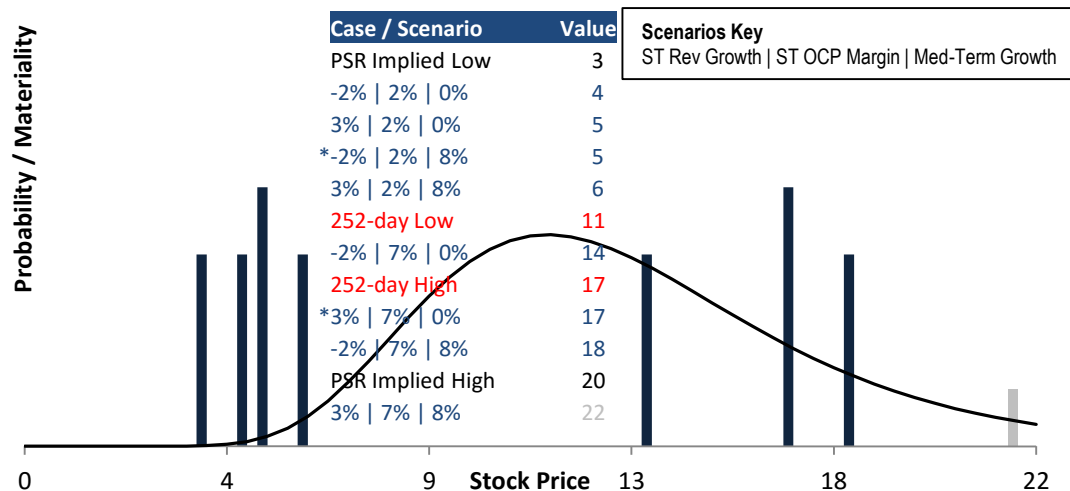 Case / Scenario Value
PSR Implied Low 3
-2% | 2% | 0% 4
3% | 2% | 0% 5
*-2% | 2% | 8% 5
3% | 2% | 8% 6
252-day Low 11
-2% | 7% | 0% 14
252-day High 17
*3% | 7% | 0% 17
-2% | 7% | 8% 18
PSR Implied High 20
3% | 7% | 8% 22
Scenarios Key
ST Rev Growth | ST OCP Margin | Med-Term Growth
Probability / Materiality
0 4 9 13 18 22
Stock Price